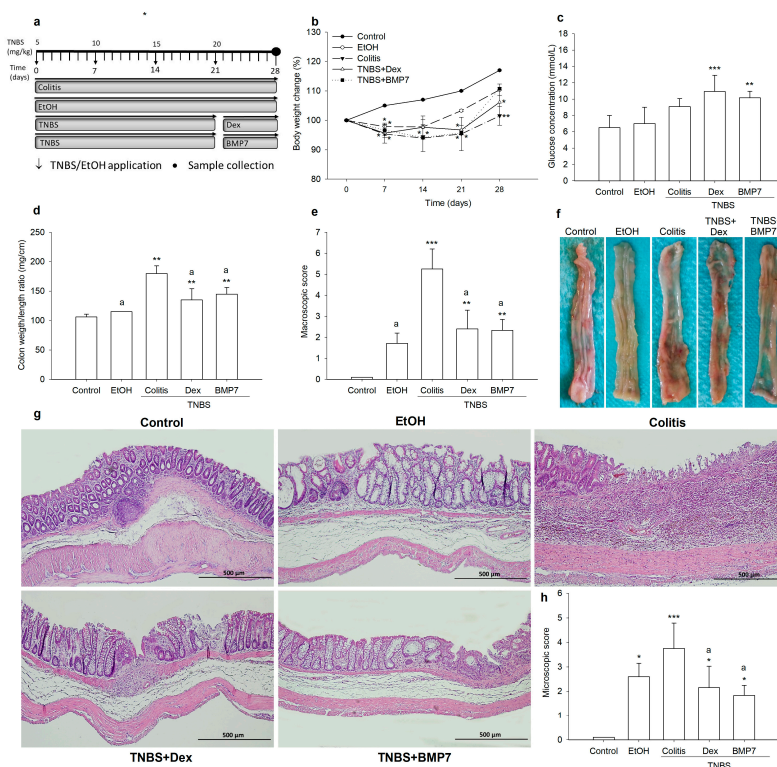 a
*
TNBS
(mg/kg)
5 10 15 20
Time
(days)
0 7 14 21 28
Colitis
EtOH
TNBS Dex
TNBS BMP7
↓ TNBS/EtOH application ● Sample collection
b
Control
EtOH
Colitis
TNBS+Dex
TNBS+BMP7
Body weight change (%)
130
120
110
100
90
80
* * * * * * * * * * **
0 7 14 21 28
Time (days)
c
Glucose concentration (mmol/L)
16
14
12
10
8
6
4
2
0
*** **
Control EtOH Colitis Dex BMP7
TNBS
d
Colon weigth/length ratio (mg/cm)
250
200
150
100
50
0
a ** a ** a **
Control EtOH Colitis Dex BMP7
TNBS
e
Macroscopic score
7
6
5
4
3
2
1
0
a *** a ** a **
Control EtOH Colitis Dex BMP7
TNBS
f
Control EtOH Colitis TNBS+
Dex
TNBS
BMP7
g
Control EtOH Colitis
500 µm 500 µm 500 µm
500 µm 500 µm
TNBS+Dex TNBS+BMP7
h
Microscopic score
6
5
4
3
2
1
0
* *** a * a *
Control EtOH Colitis Dex BMP7
TNBS